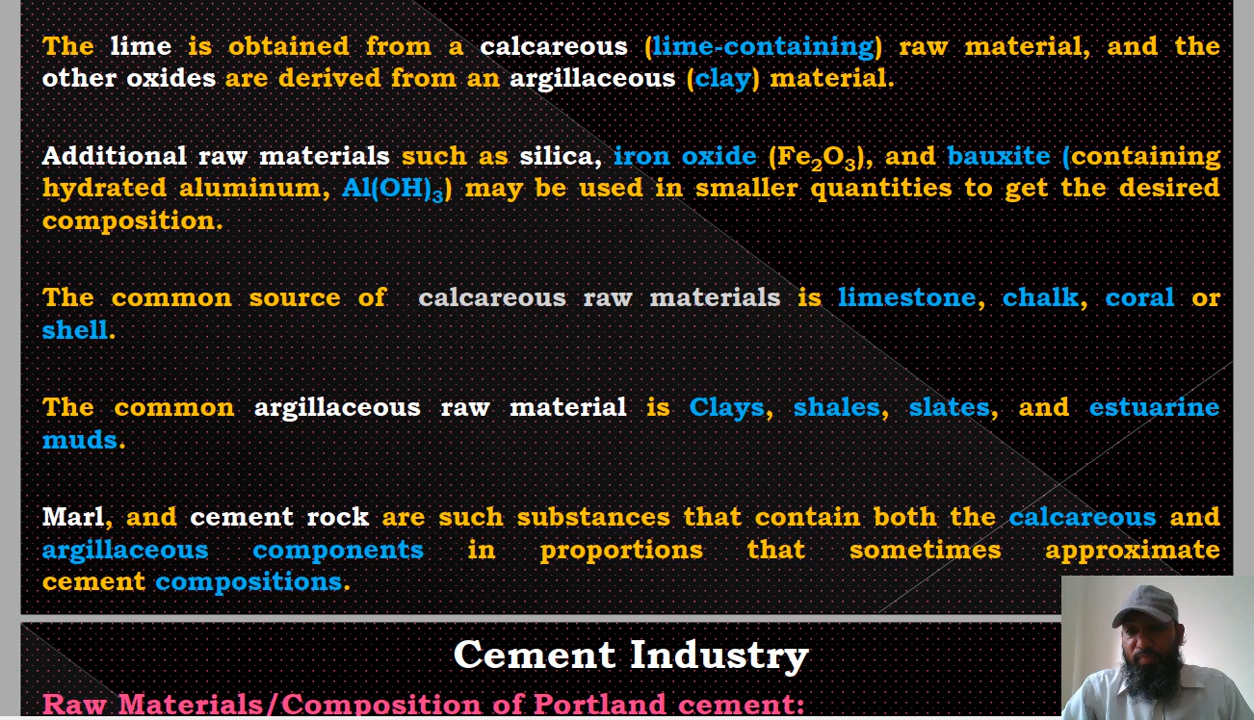 The lime is obtained from a calcareous (lime-containing) raw material, and the
other oxides are derived from an argillaceous (clay) material.
Additional raw materials such as silica, iron oxide (Fe₂O₃), and bauxite (containing
hydrated aluminum, Al(OH)₃) may be used in smaller quantities to get the desired
composition.
The common source of calcareous raw materials is limestone, chalk, coral or
shell.
The common argillaceous raw material is Clays, shales, slates, and estuarine
muds.
Marl, and cement rock are such substances that contain both the calcareous and
argillaceous components in proportions that sometimes approximate
cement compositions.
Cement Industry
Raw Materials/Composition of Portland cement: